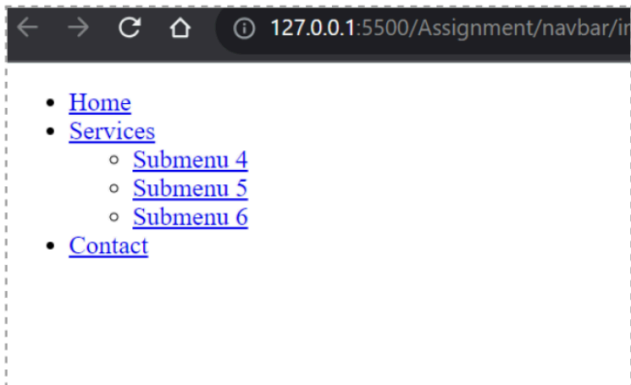 127.0.0.1:5500/Assignment/navbar/in
Home
Services
Submenu 4
Submenu 5
Submenu 6
Contact